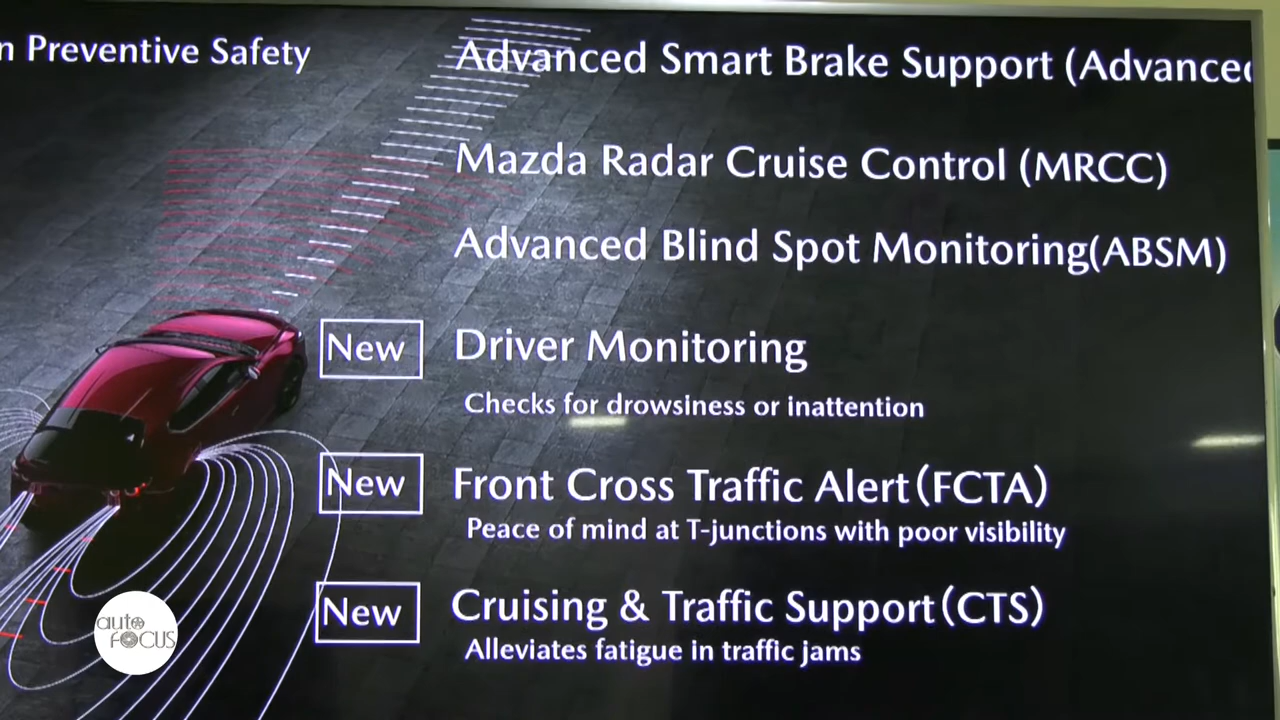 n Preventive Safety
Advanced Smart Brake Support (Advanced
Mazda Radar Cruise Control (MRCC)
Advanced Blind Spot Monitoring(ABSM)
New Driver Monitoring
Checks for drowsiness or inattention
New Front Cross Traffic Alert(FCTA)
Peace of mind at T-junctions with poor visibility
New Cruising & Traffic Support(CTS)
Alleviates fatigue in traffic jams
auto
FOCUS